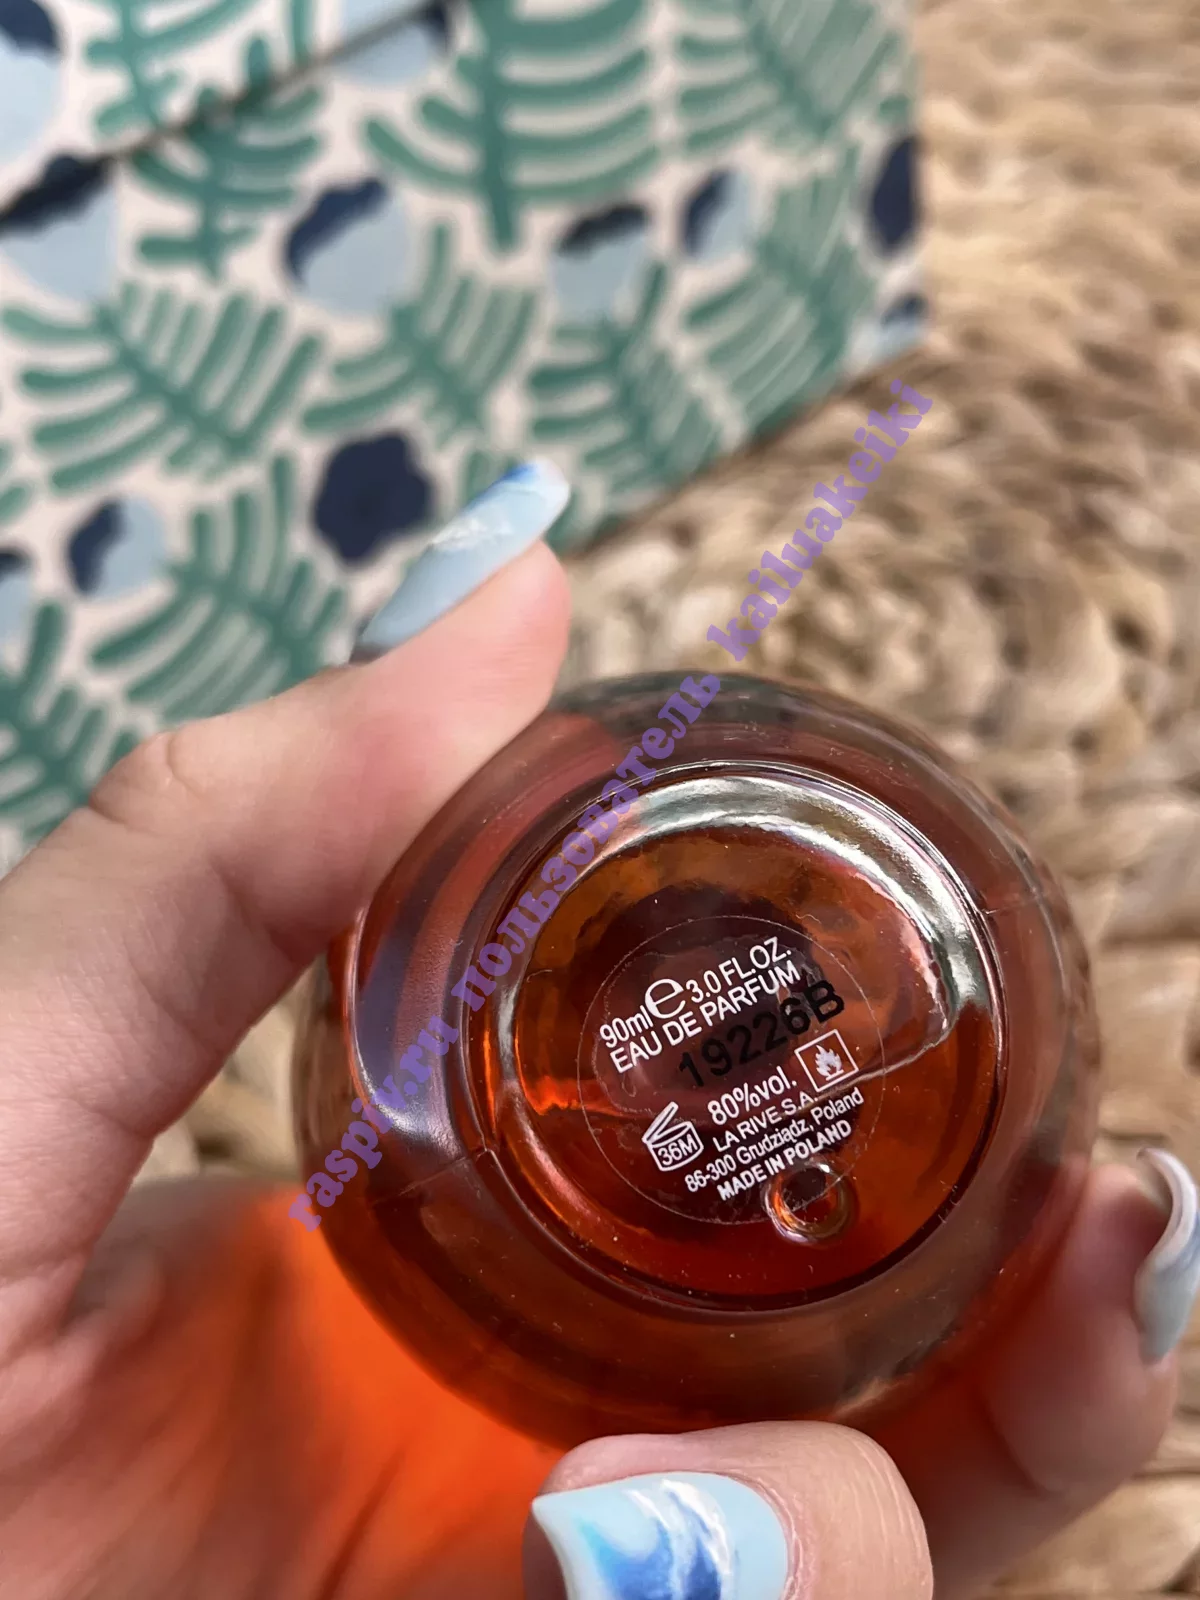 90ml e 3.0 FL.OZ.
EAU DE PARFUM
19226B
80%vol.
36M
LA RIVE S.A.
86-300 Grudziądz, Poland
MADE IN POLAND
raspiv.ru пользователь kailuakeiki